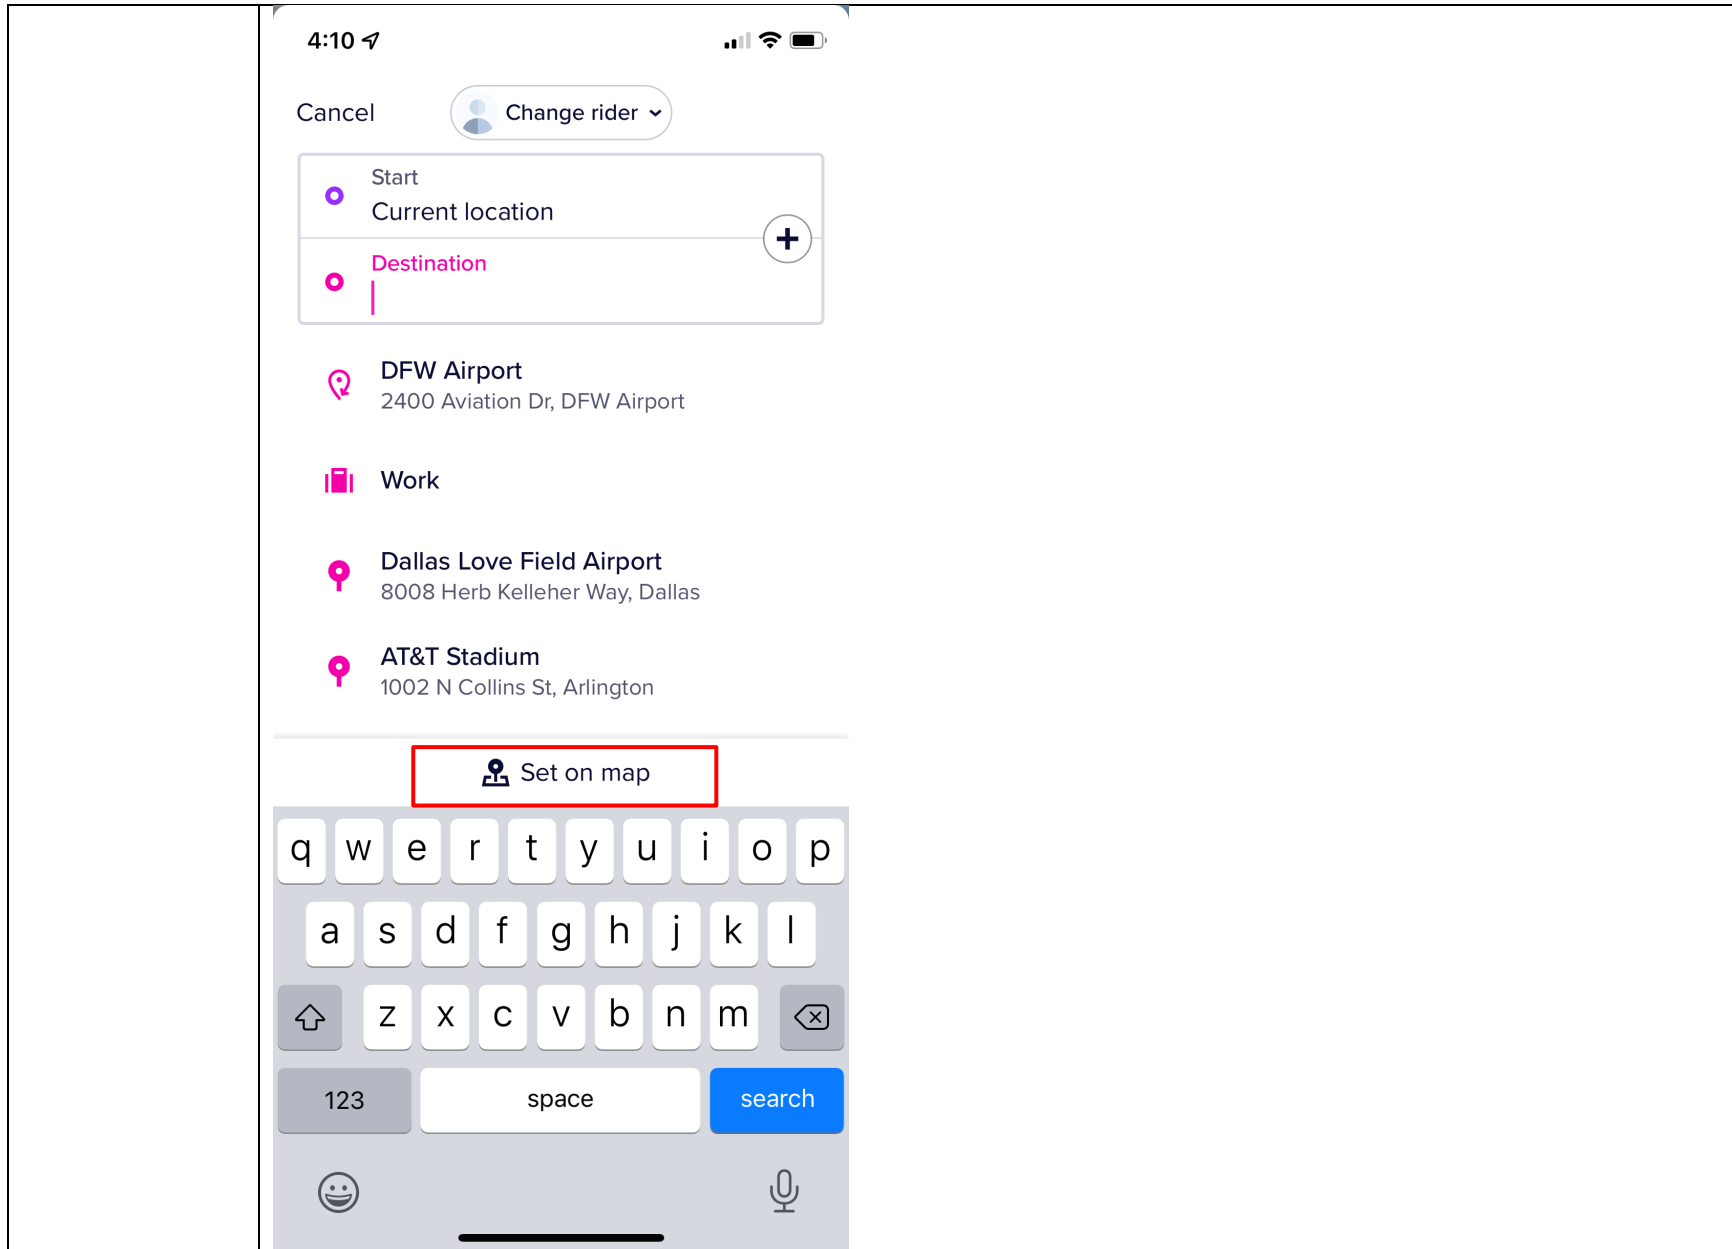 4:10
Cancel
Change rider
Start
Current location
Destination
DFW Airport
2400 Aviation Dr, DFW Airport
Work
Dallas Love Field Airport
8008 Herb Kelleher Way, Dallas
AT&T Stadium
1002 N Collins St, Arlington
Set on map
q w e r t y u i o p
a s d f g h j k l
z x c v b n m
123 space search